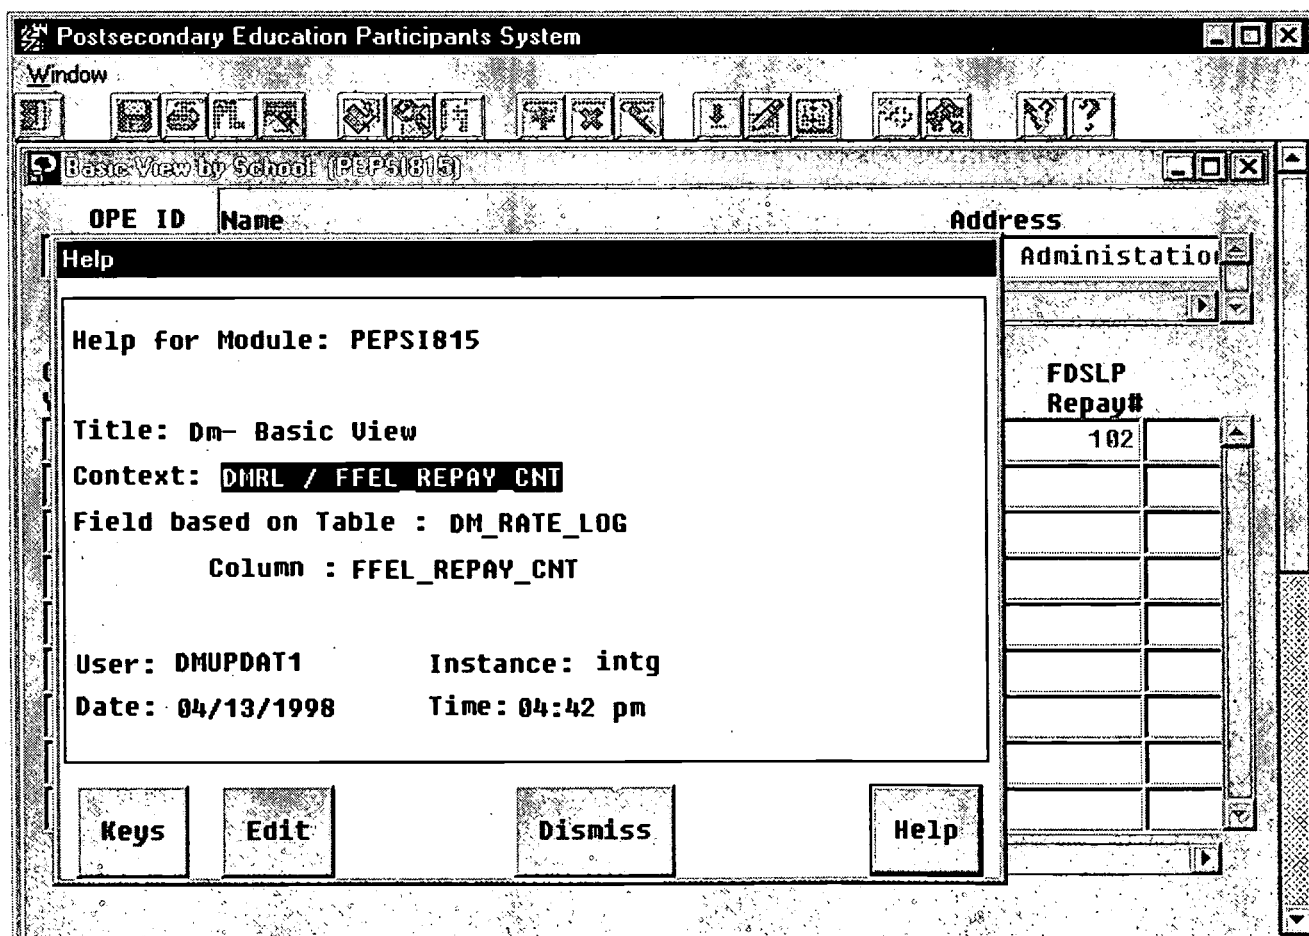 Postsecondary Education Participants System
Window
Basic View by School (PEPSI815)
OPE ID Name Address
Help
Administation
Help for Module: PEPSI815
FDSLP
Repay#
Title: Dm- Basic View
102
Context: DMRL / FFEL_REPAY_CNT
Field based on Table : DM_RATE_LOG
Column : FFEL_REPAY_CNT
User: DMUPDAT1 Instance: intg
Date: 04/13/1998 Time: 04:42 pm
Keys Edit Dismiss Help